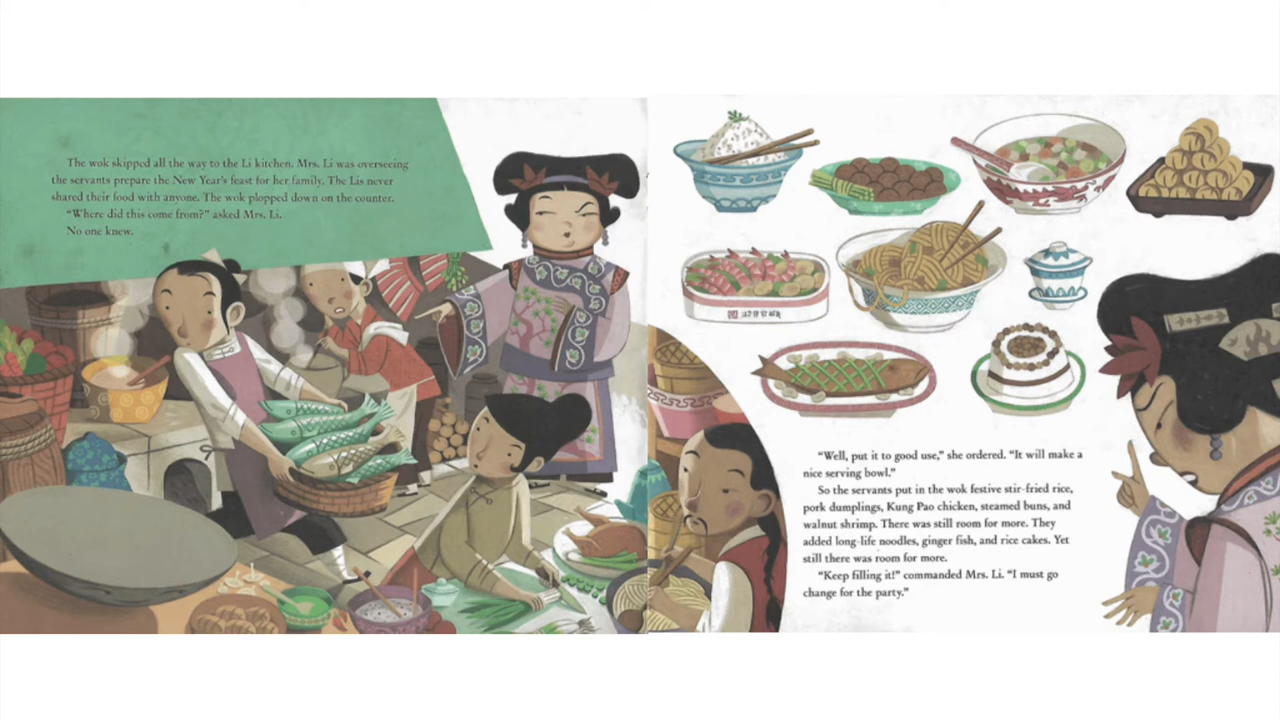 The wok skipped all the way to the Li kitchen. Mrs. Li was overseeing
the servants prepare the New Year's feast for her family. The Lis never
shared their food with anyone. The wok plopped down on the counter.
"Where did this come from?" asked Mrs. Li.
No one knew.
"Well, put it to good use," she ordered. "It will make a
nice serving bowl."
So the servants put in the wok festive stir-fried rice,
pork dumplings, Kung Pao chicken, steamed buns, and
walnut shrimp. There was still room for more. They
added long-life noodles, ginger fish, and rice cakes. Yet
still there was room for more.
"Keep filling it!" commanded Mrs. Li. "I must go
change for the party."